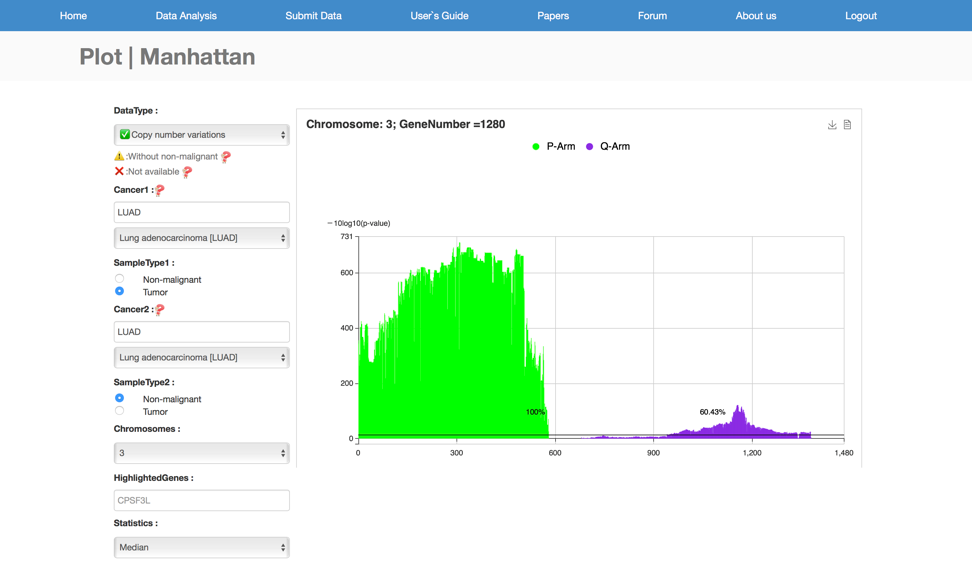 Home Data Analysis Submit Data User`s Guide Papers Forum About us Logout
Plot | Manhattan
DataType :
Copy number variations
:Without non-malignant
:Not available
Cancer1 :
LUAD
Lung adenocarcinoma [LUAD]
SampleType1 :
Non-malignant
Tumor
Cancer2 :
LUAD
Lung adenocarcinoma [LUAD]
SampleType2 :
Non-malignant
Tumor
Chromosomes :
3
HighlightedGenes :
CPSF3L
Statistics :
Median
Chromosome: 3; GeneNumber =1280
P-Arm Q-Arm
−10log10(p-value)
731
600
400
200
0
100% 60.43%
0 300 600 900 1,200 1,480